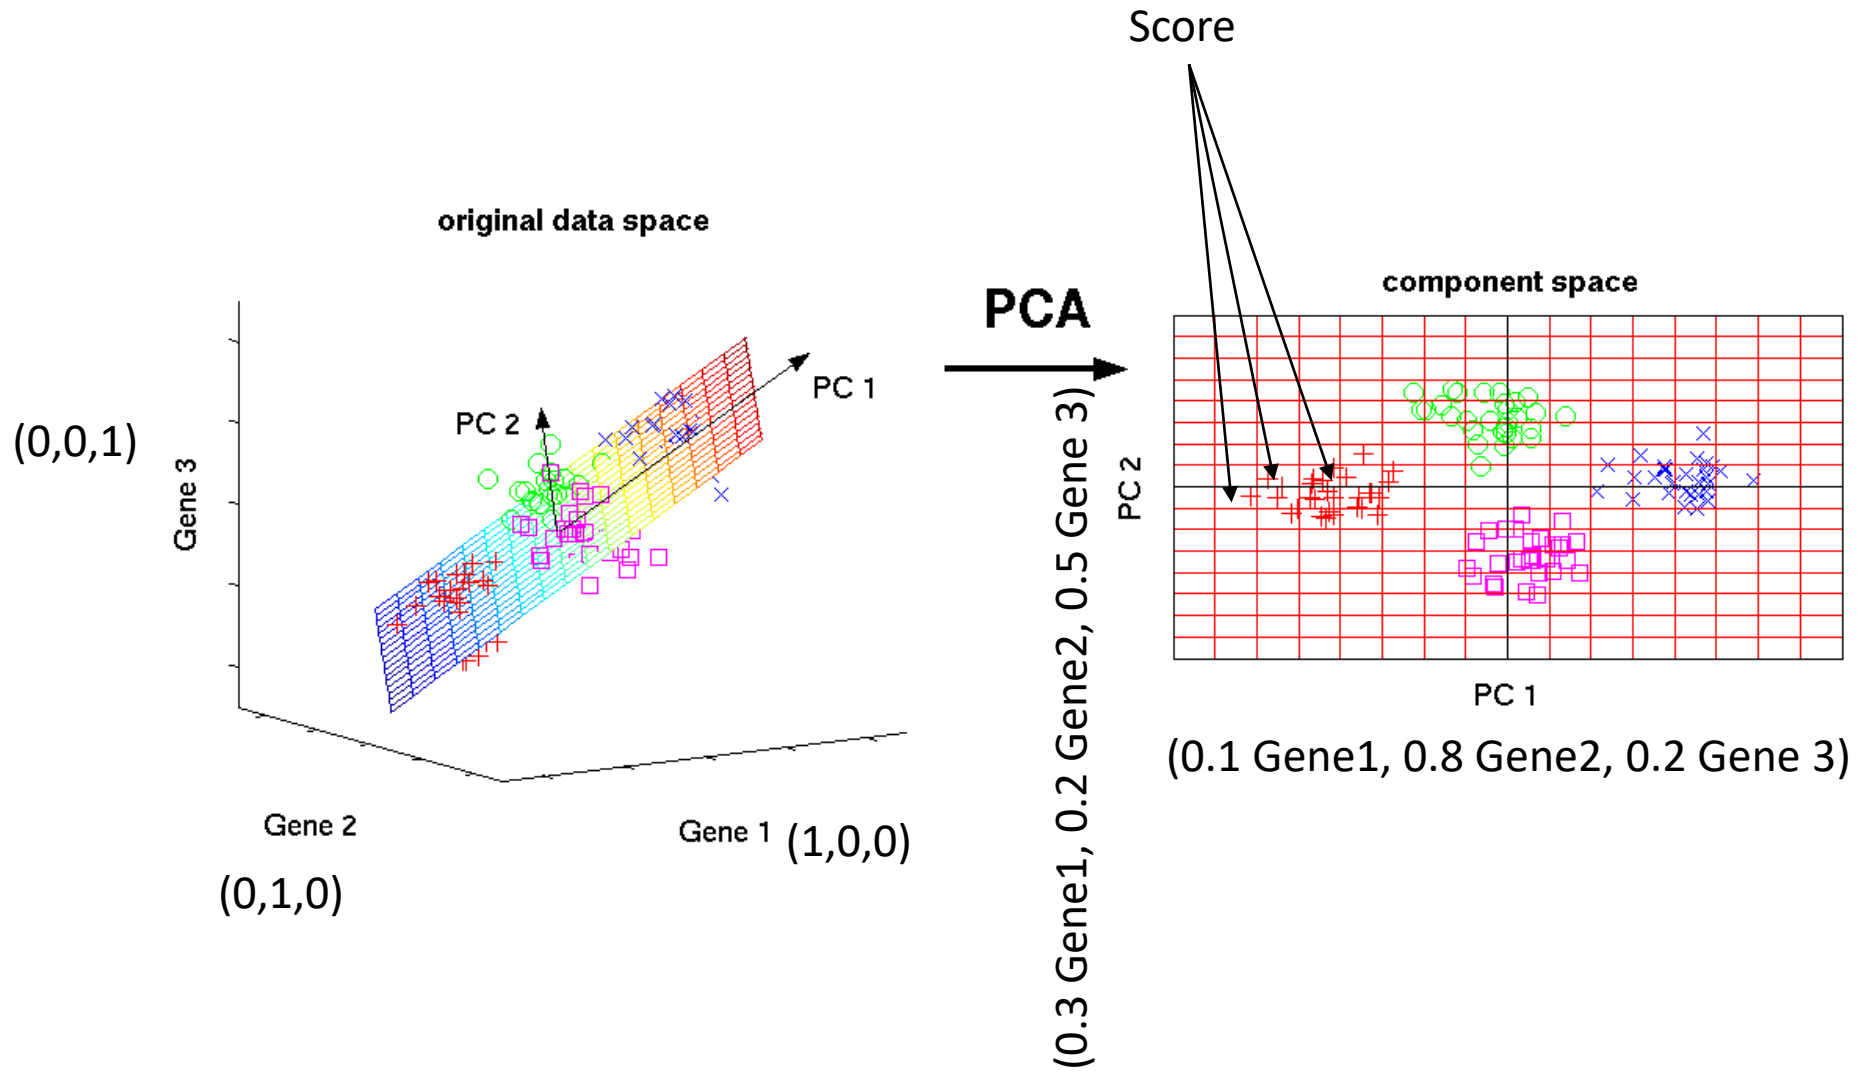 Score
original data space
component space
PCA
PC 1
PC 2
(0,0,1)
Gene 3
PC 2
PC 1
(0.1 Gene1, 0.8 Gene2, 0.2 Gene 3)
(0.3 Gene1, 0.2 Gene2, 0.5 Gene 3)
Gene 2
Gene 1
(1,0,0)
(0,1,0)